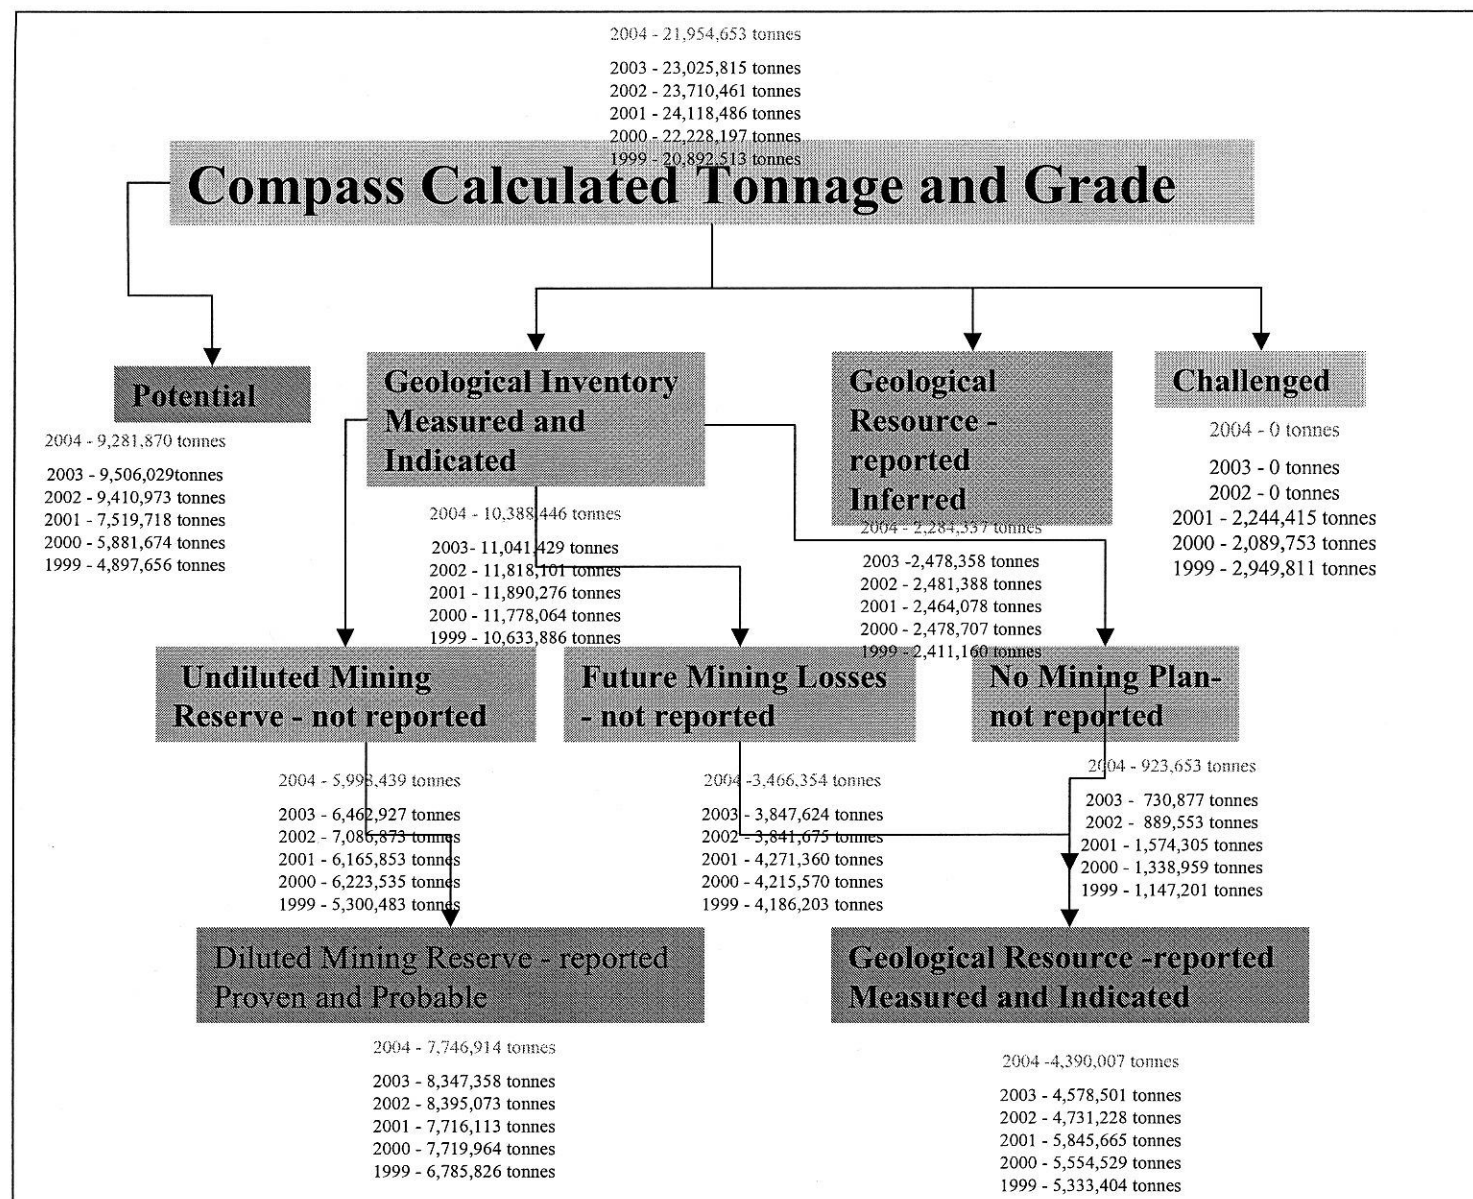 2004 - 21,954,653 tonnes
2003 - 23,025,815 tonnes
2002 - 23,710,461 tonnes
2001 - 24,118,486 tonnes
2000 - 22,228,197 tonnes
1999 - 20,892,513 tonnes
Compass Calculated Tonnage and Grade
Potential
2004 - 9,281,870 tonnes
2003 - 9,506,029tonnes
2002 - 9,410,973 tonnes
2001 - 7,519,718 tonnes
2000 - 5,881,674 tonnes
1999 - 4,897,656 tonnes
Geological Inventory
Measured and
Indicated
2004 - 10,388,446 tonnes
2003- 11,041,429 tonnes
2002 - 11,818,101 tonnes
2001 - 11,890,276 tonnes
2000 - 11,778,064 tonnes
1999 - 10,633,886 tonnes
Geological
Resource -
reported
Inferred
2004 - 2,284,337 tonnes
2003 -2,478,358 tonnes
2002 - 2,481,388 tonnes
2001 - 2,464,078 tonnes
2000 - 2,478,707 tonnes
1999 - 2,411,160 tonnes
Challenged
2004 - 0 tonnes
2003 - 0 tonnes
2002 - 0 tonnes
2001 - 2,244,415 tonnes
2000 - 2,089,753 tonnes
1999 - 2,949,811 tonnes
Undiluted Mining
Reserve - not reported
2004 - 5,998,439 tonnes
2003 - 6,462,927 tonnes
2002 - 7,086,873 tonnes
2001 - 6,165,853 tonnes
2000 - 6,223,535 tonnes
1999 - 5,300,483 tonnes
Future Mining Losses
- not reported
2004 -3,466,354 tonnes
2003 - 3,847,624 tonnes
2002 - 3,841,675 tonnes
2001 - 4,271,360 tonnes
2000 - 4,215,570 tonnes
1999 - 4,186,203 tonnes
No Mining Plan-
not reported
2004 - 923,653 tonnes
2003 - 730,877 tonnes
2002 - 889,553 tonnes
2001 - 1,574,305 tonnes
2000 - 1,338,959 tonnes
1999 - 1,147,201 tonnes
Diluted Mining Reserve - reported
Proven and Probable
2004 - 7,746,914 tonnes
2003 - 8,347,358 tonnes
2002 - 8,395,073 tonnes
2001 - 7,716,113 tonnes
2000 - 7,719,964 tonnes
1999 - 6,785,826 tonnes
Geological Resource -reported
Measured and Indicated
2004 -4,390,007 tonnes
2003 - 4,578,501 tonnes
2002 - 4,731,228 tonnes
2001 - 5,845,665 tonnes
2000 - 5,554,529 tonnes
1999 - 5,333,404 tonnes